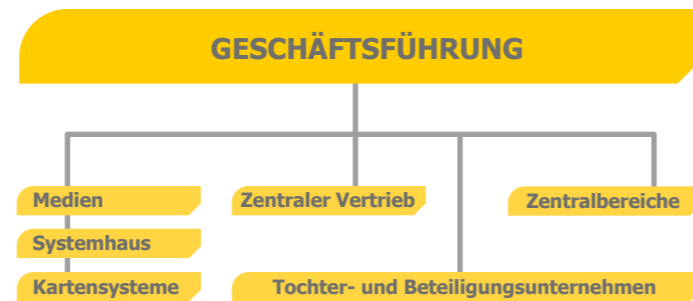 GESCHÄFTSFÜHRUNG
Medien
Zentraler Vertrieb
Zentralbereiche
Systemhaus
Kartensysteme
Tochter- und Beteiligungsunternehmen